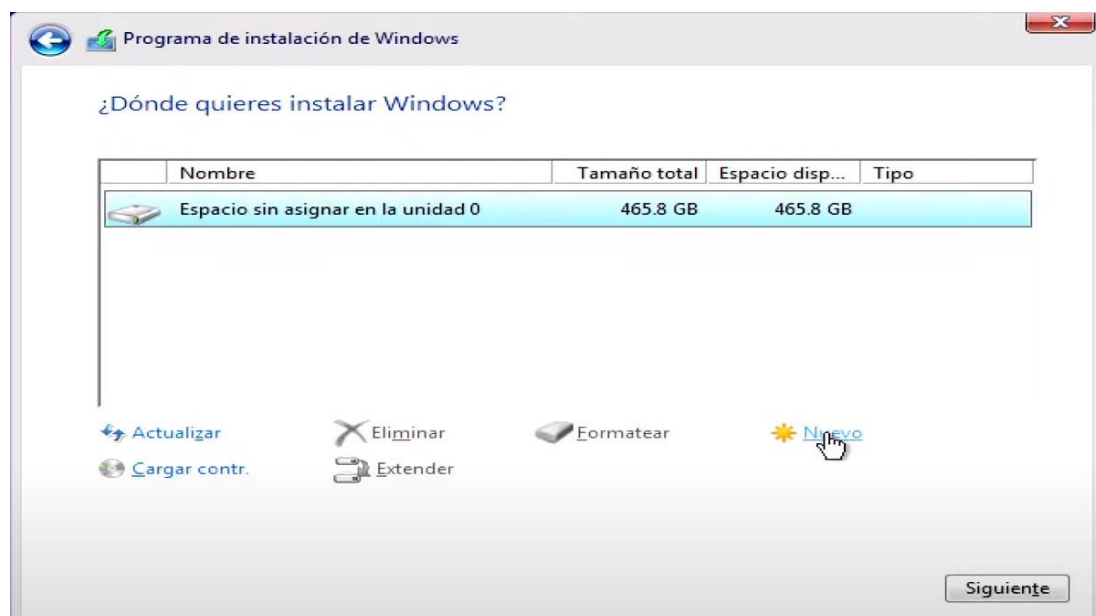 Programa de instalación de Windows
¿Dónde quieres instalar Windows?
Nombre Tamaño total Espacio disp... Tipo
Espacio sin asignar en la unidad 0 465.8 GB 465.8 GB
Actualizar Eliminar Formatear Nuevo
Cargar contr. Extender
Siguiente